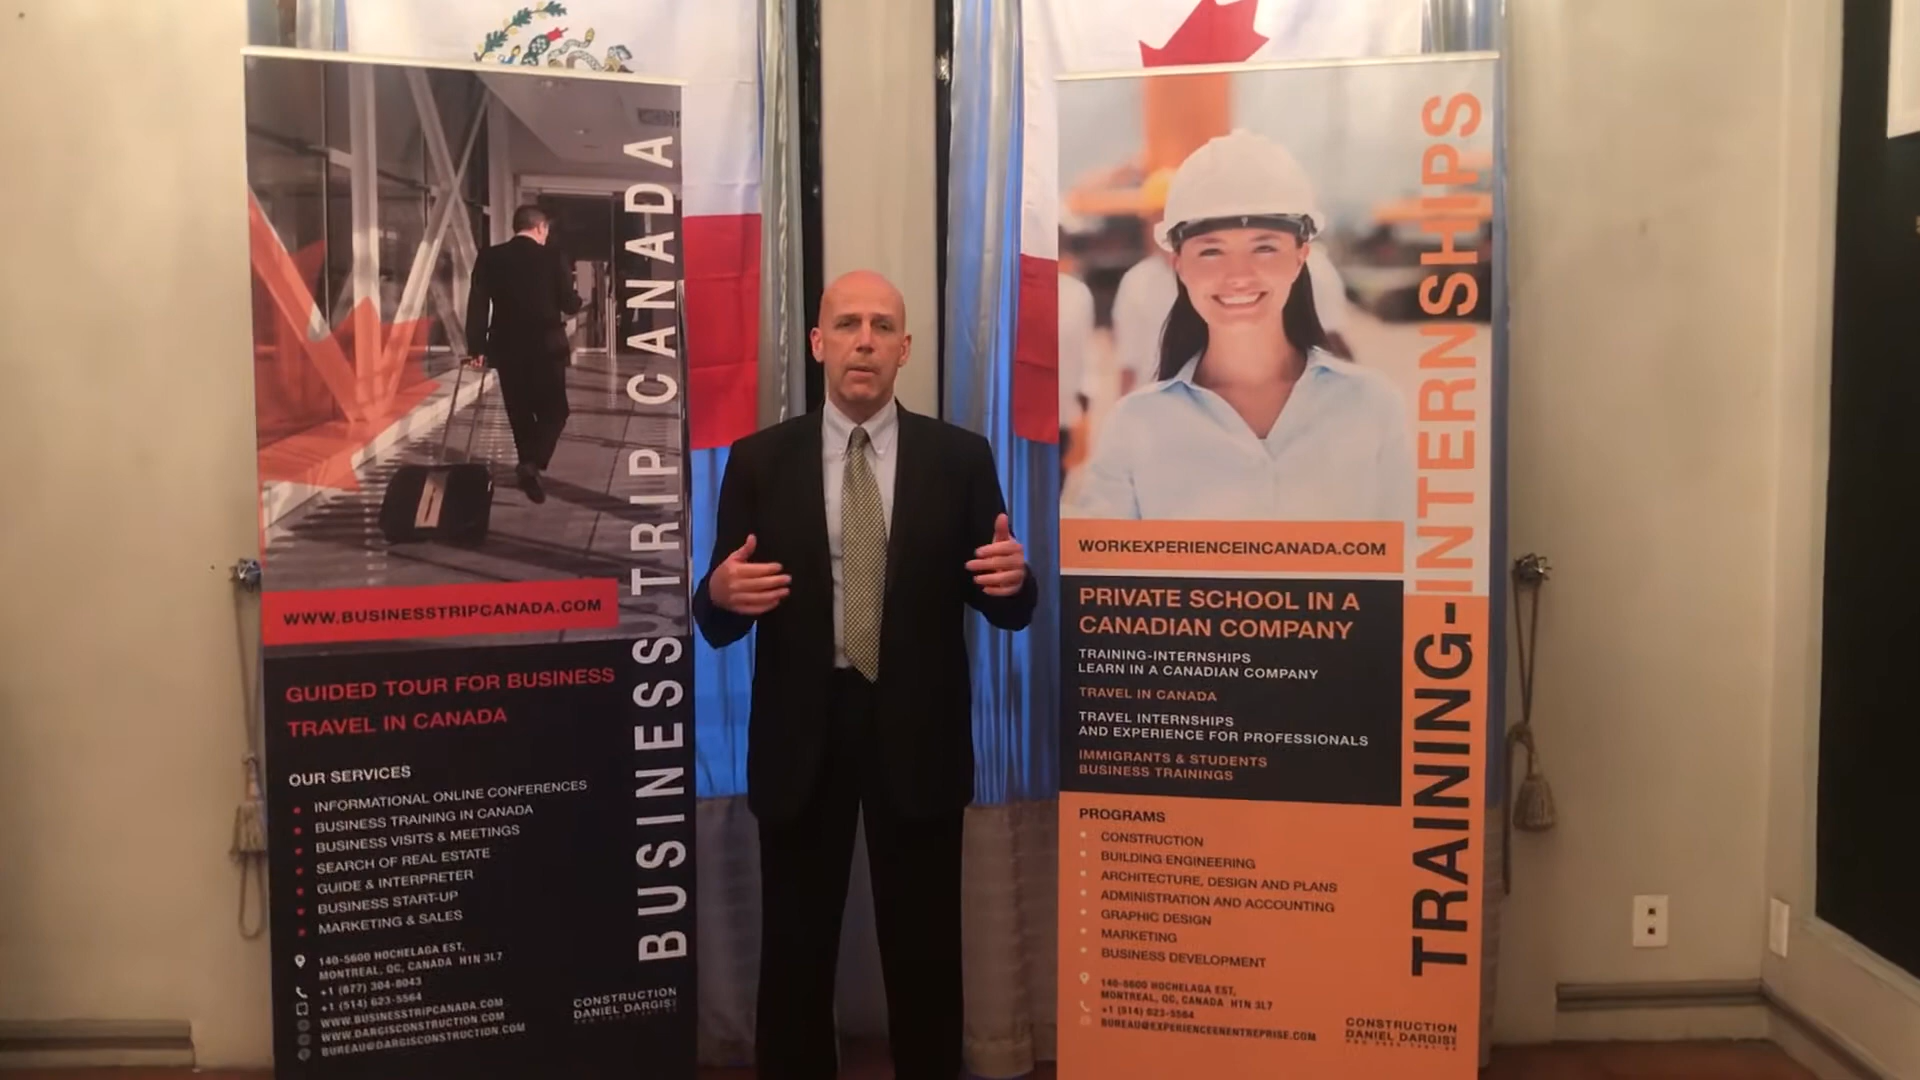 BUSINESS TRIP CANADA
WWW.BUSINESSTRIPCANADA.COM
GUIDED TOUR FOR BUSINESS
TRAVEL IN CANADA
OUR SERVICES
INFORMATIONAL ONLINE CONFERENCES
BUSINESS TRAINING IN CANADA
BUSINESS VISITS & MEETINGS
SEARCH OF REAL ESTATE
GUIDE & INTERPRETER
BUSINESS START-UP
MARKETING & SALES
140-5600 HOCHELAGA EST,
MONTREAL, QC, CANADA H1N 3L7
+1 (877) 304-8043
+1 (514) 623-5564
WWW.BUSINESSTRIPCANADA.COM
WWW.DARGISCONSTRUCTION.COM
BUREAU@DARGISCONSTRUCTION.COM
CONSTRUCTION
DANIEL DARGIS
TRAINING-INTERNSHIPS
WORKEXPERIENCEINCANADA.COM
PRIVATE SCHOOL IN A
CANADIAN COMPANY
TRAINING-INTERNSHIPS
LEARN IN A CANADIAN COMPANY
TRAVEL IN CANADA
TRAVEL INTERNSHIPS
AND EXPERIENCE FOR PROFESSIONALS
IMMIGRANTS & STUDENTS
BUSINESS TRAININGS
PROGRAMS
CONSTRUCTION
BUILDING ENGINEERING
ARCHITECTURE, DESIGN AND PLANS
ADMINISTRATION AND ACCOUNTING
GRAPHIC DESIGN
MARKETING
BUSINESS DEVELOPMENT
140-5600 HOCHELAGA EST,
MONTREAL, QC, CANADA H1N 3L7
+1 (514) 623-5564
BUREAU@EXPERIENCEENENTREPRISE.COM
CONSTRUCTION
DANIEL DARGIS